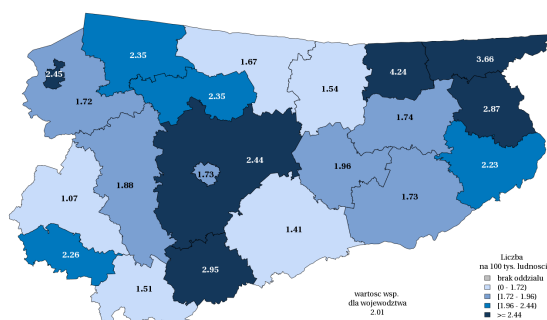 2.35
1.67
4.24
3.66
2.45
1.72
2.35
1.54
1.74
2.87
2.44
1.96
2.23
1.88
1.73
1.07
1.73
1.41
2.26
2.95
1.51
wartosc wsp.
dla wojewodztwa
2.01
Liczba
na 100 tys. ludnosci
brak oddzialu
(0 - 1.72)
[1.72 - 1.96)
[1.96 - 2.44)
>= 2.44